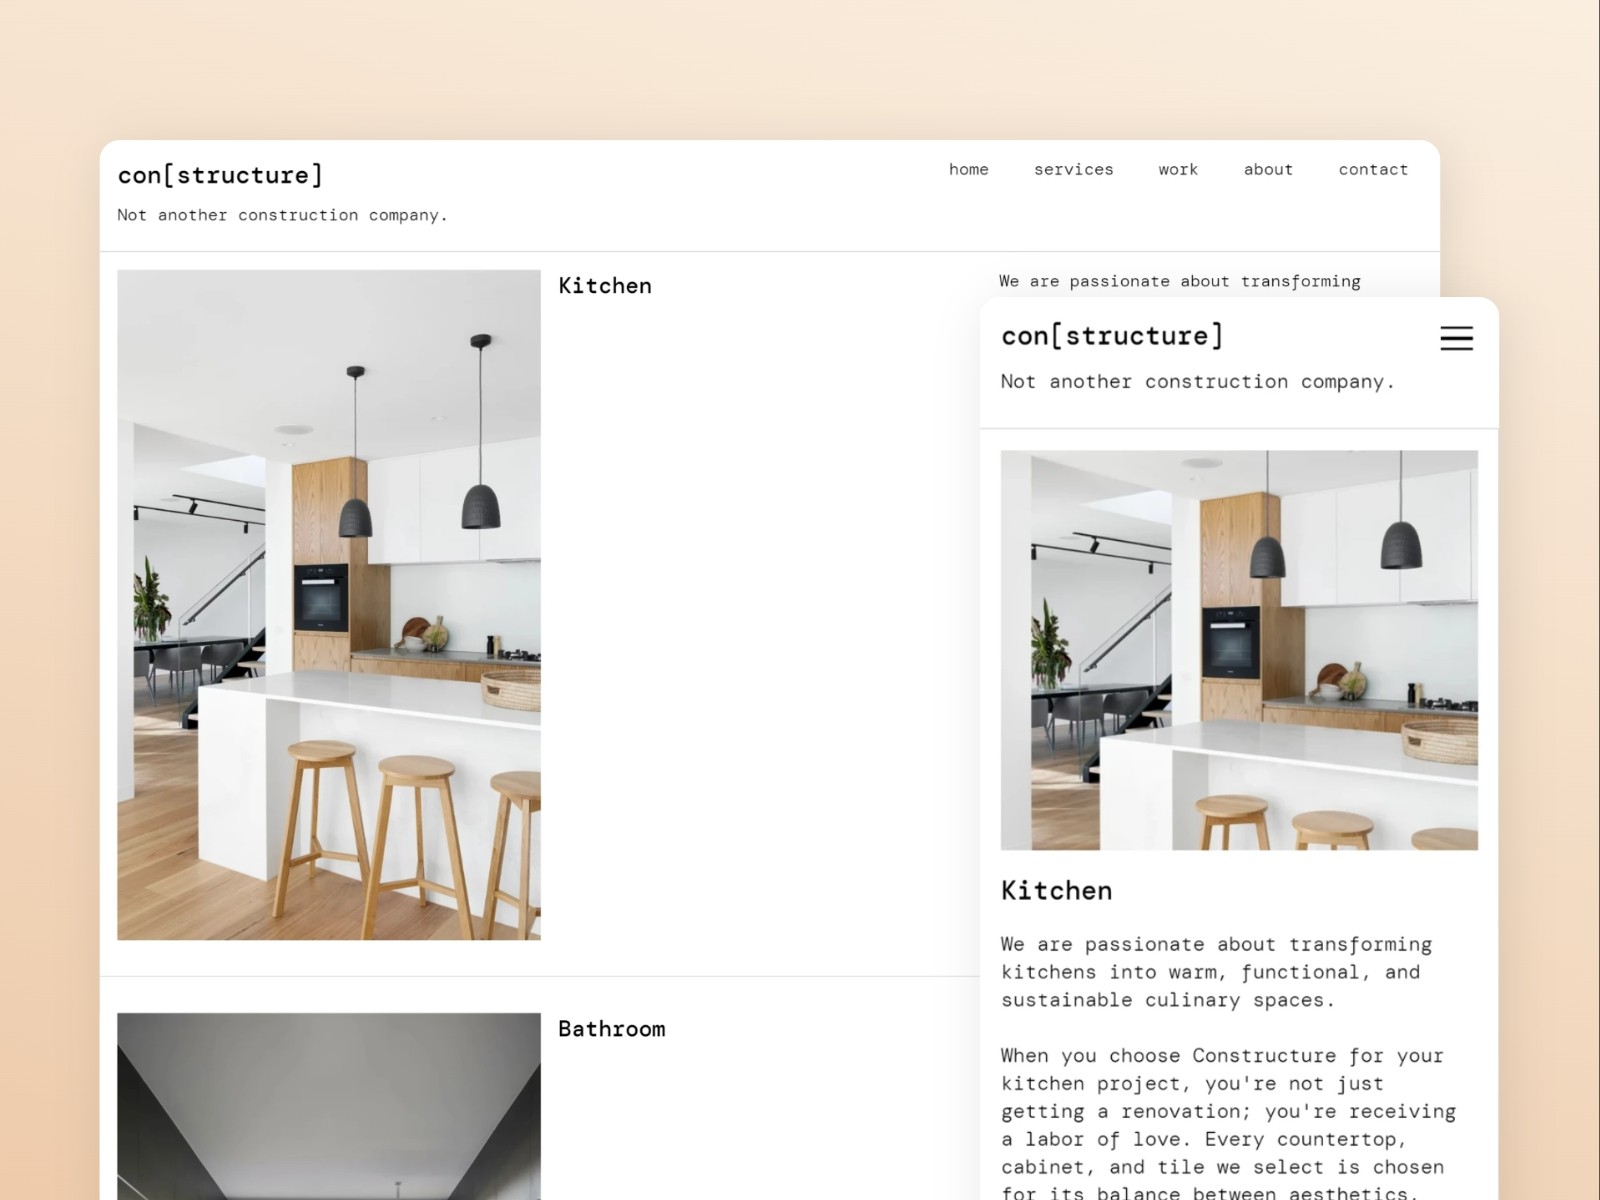 con[structure]
home services work about contact
Not another construction company.
Kitchen
We are passionate about transforming
Bathroom
con[structure]
Not another construction company.
Kitchen
We are passionate about transforming
kitchens into warm, functional, and
sustainable culinary spaces.
When you choose Constructure for your
kitchen project, you're not just
getting a renovation; you're receiving
a labor of love. Every countertop,
cabinet, and tile we select is chosen
for its balance between aesthetics,